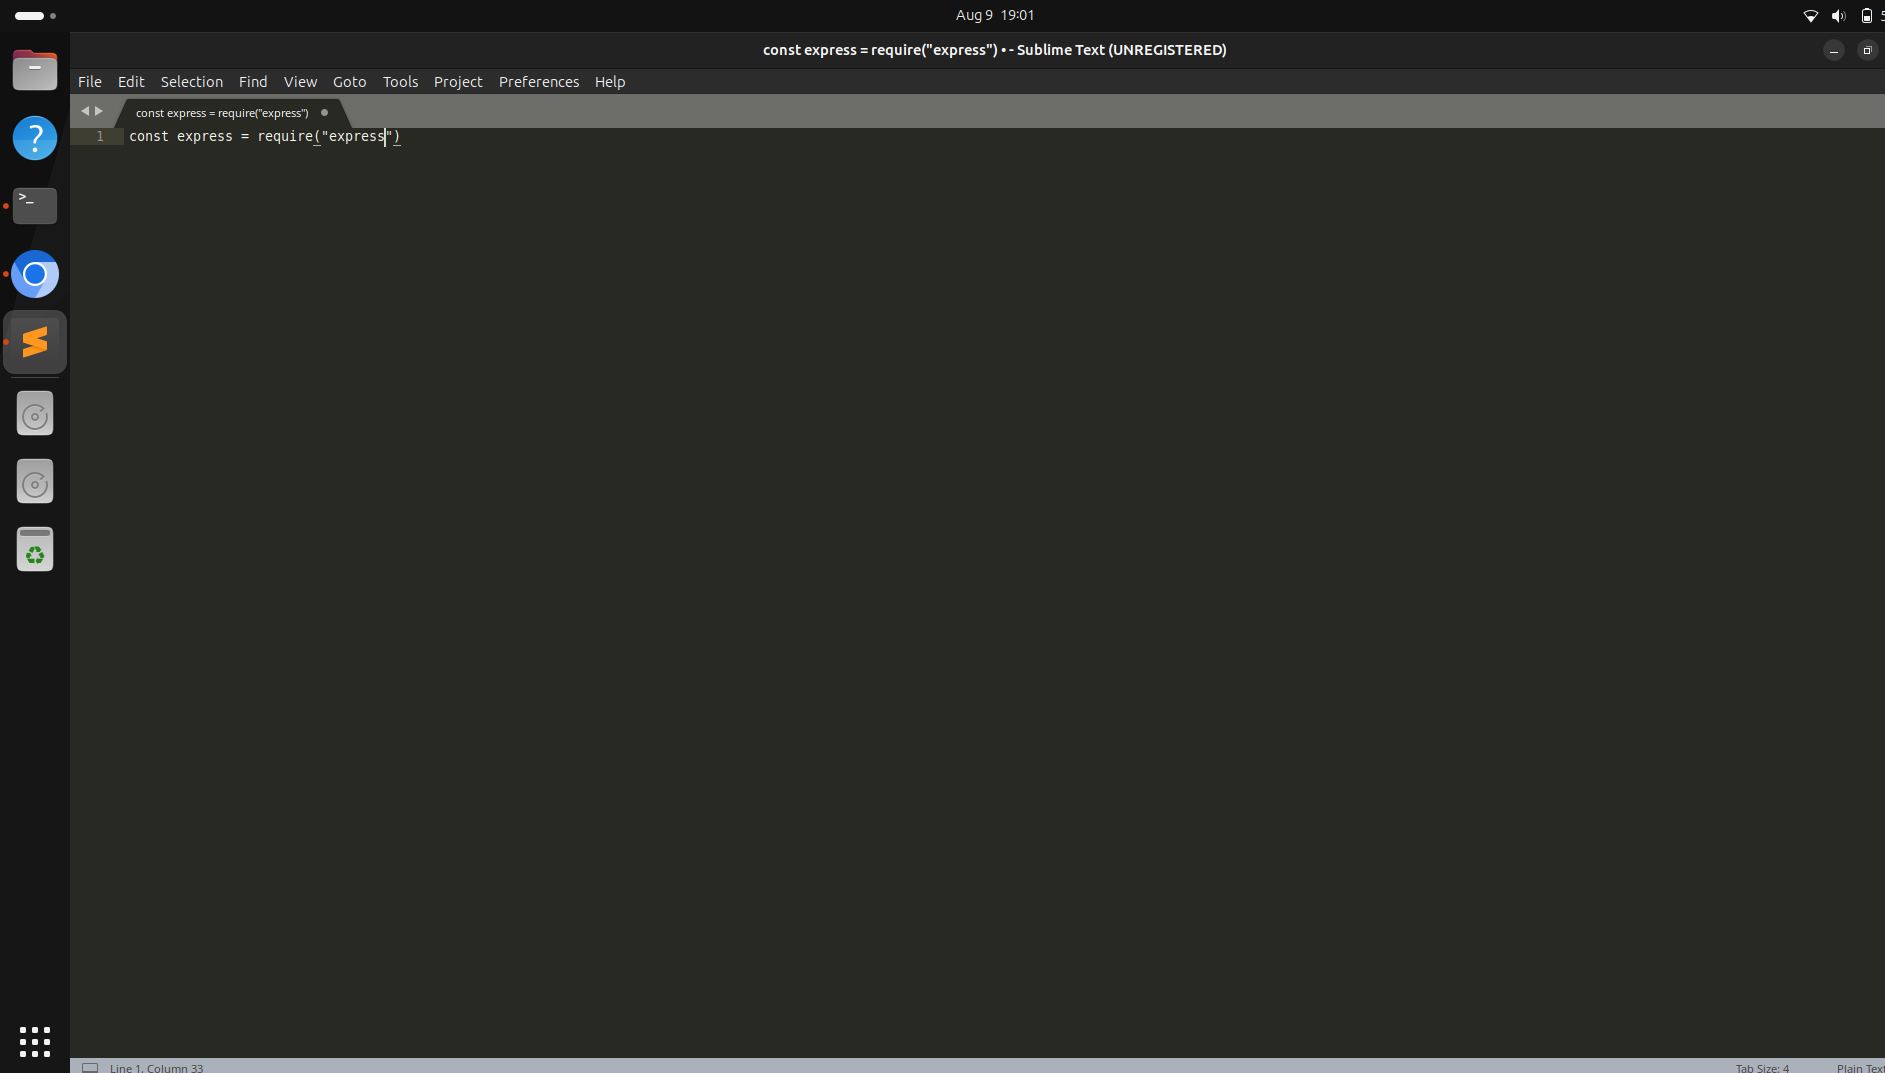 Aug 9 19:01
const express = require("express") • - Sublime Text (UNREGISTERED)
File Edit Selection Find View Goto Tools Project Preferences Help
const express = require("express")
1 const express = require("express")
>_
?
Line 1, Column 33
Tab Size: 4
Plain Text